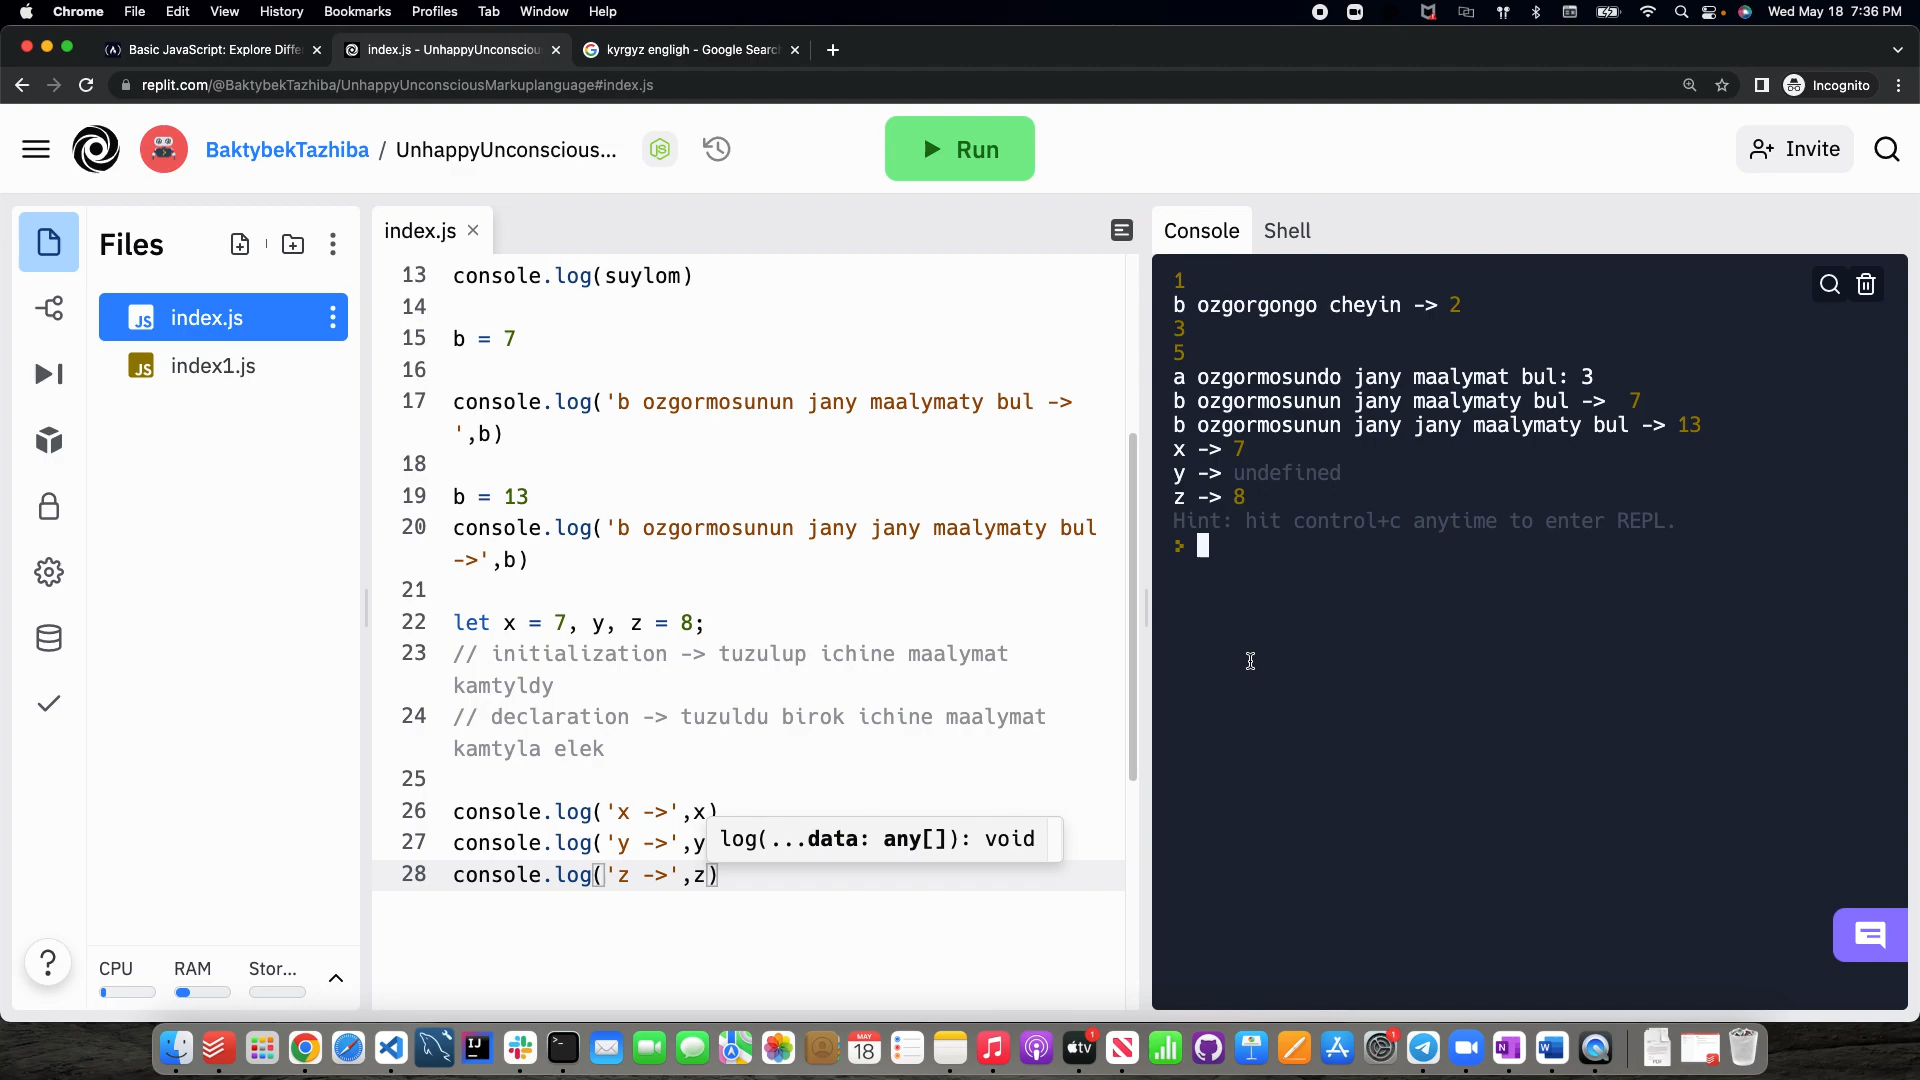 Chrome File Edit View History Bookmarks Profiles Tab Window Help Wed May 18 7:36 PM
Basic JavaScript: Explore Diffe index.js - UnhappyUnconsciou kyrgyz engligh - Google Searc
replit.com/@BaktybekTazhiba/UnhappyUnconsciousMarkuplanguage#index.js Incognito
BaktybekTazhiba / UnhappyUnconscious... Run Invite
Files
index.js
index1.js
CPU RAM Stor...
index.js
13 console.log(suylom)
14
15 b = 7
16
17 console.log('b ozgormosunun jany maalymaty bul ->
',b)
18
19 b = 13
20 console.log('b ozgormosunun jany jany maalymaty bul
->',b)
21
22 let x = 7, y, z = 8;
23 // initialization -> tuzulup ichine maalymat
kamtyldy
24 // declaration -> tuzuldu birok ichine maalymat
kamtyla elek
25
26 console.log('x ->',x)
27 console.log('y ->',y
log(...data: any[]): void
28 console.log('z ->',z)
Console Shell
1
b ozgorgongo cheyin -> 2
3
5
a ozgormosundo jany maalymat bul: 3
b ozgormosunun jany maalymaty bul -> 7
b ozgormosunun jany jany maalymaty bul -> 13
x -> 7
y -> undefined
z -> 8
Hint: hit control+c anytime to enter REPL.
>
MAY
18
tv
1
1